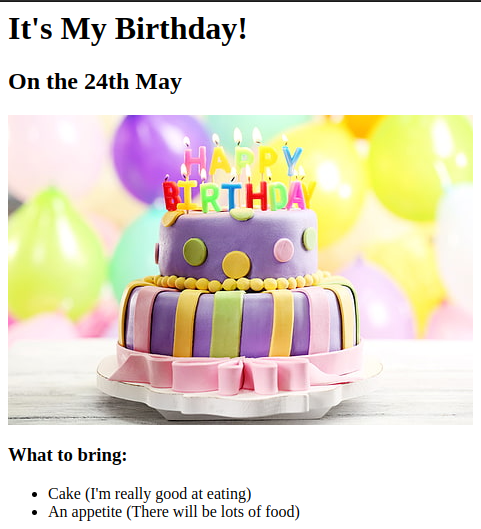 It's My Birthday!
On the 24th May
HAPPY
BIRTHDAY
What to bring:
Cake (I'm really good at eating)
An appetite (There will be lots of food)